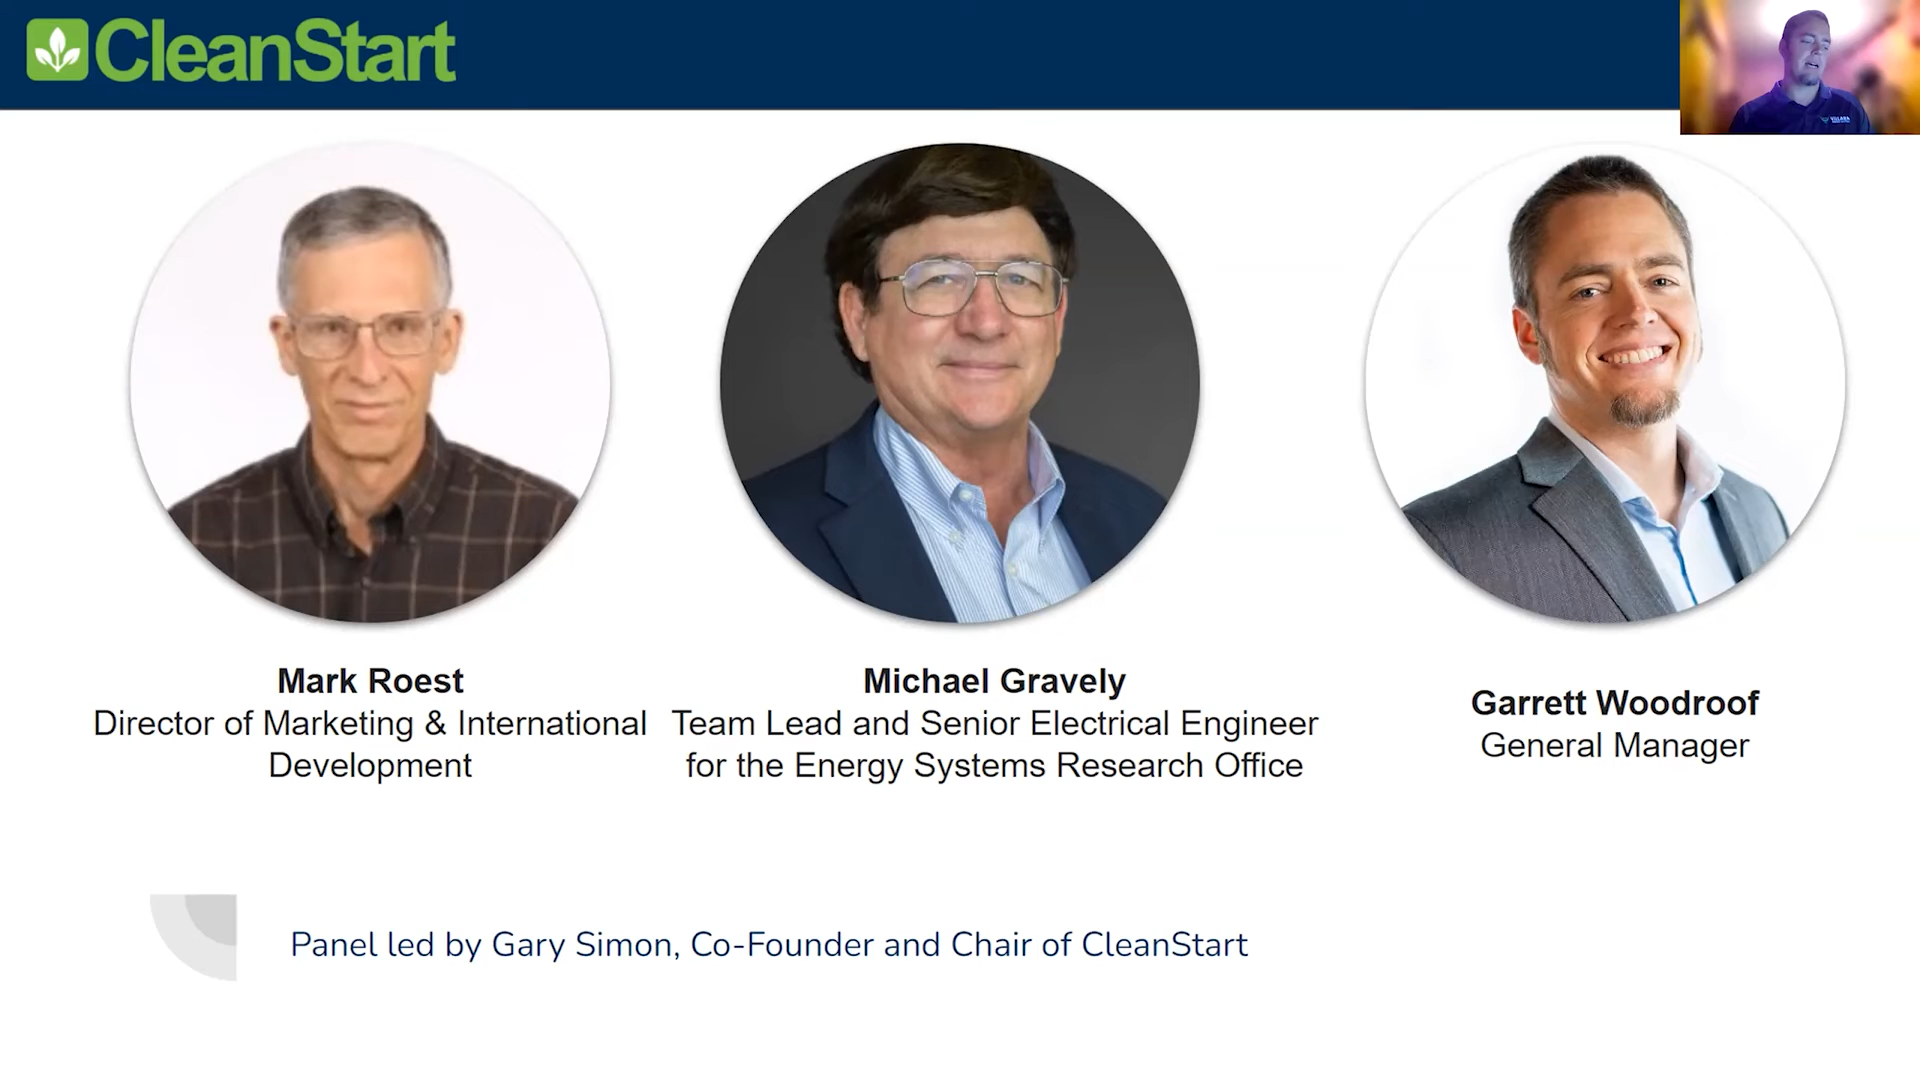 CleanStart
VILLARA
Mark Roest
Director of Marketing & International
Development
Michael Gravely
Team Lead and Senior Electrical Engineer
for the Energy Systems Research Office
Garrett Woodroof
General Manager
Panel led by Gary Simon, Co-Founder and Chair of CleanStart